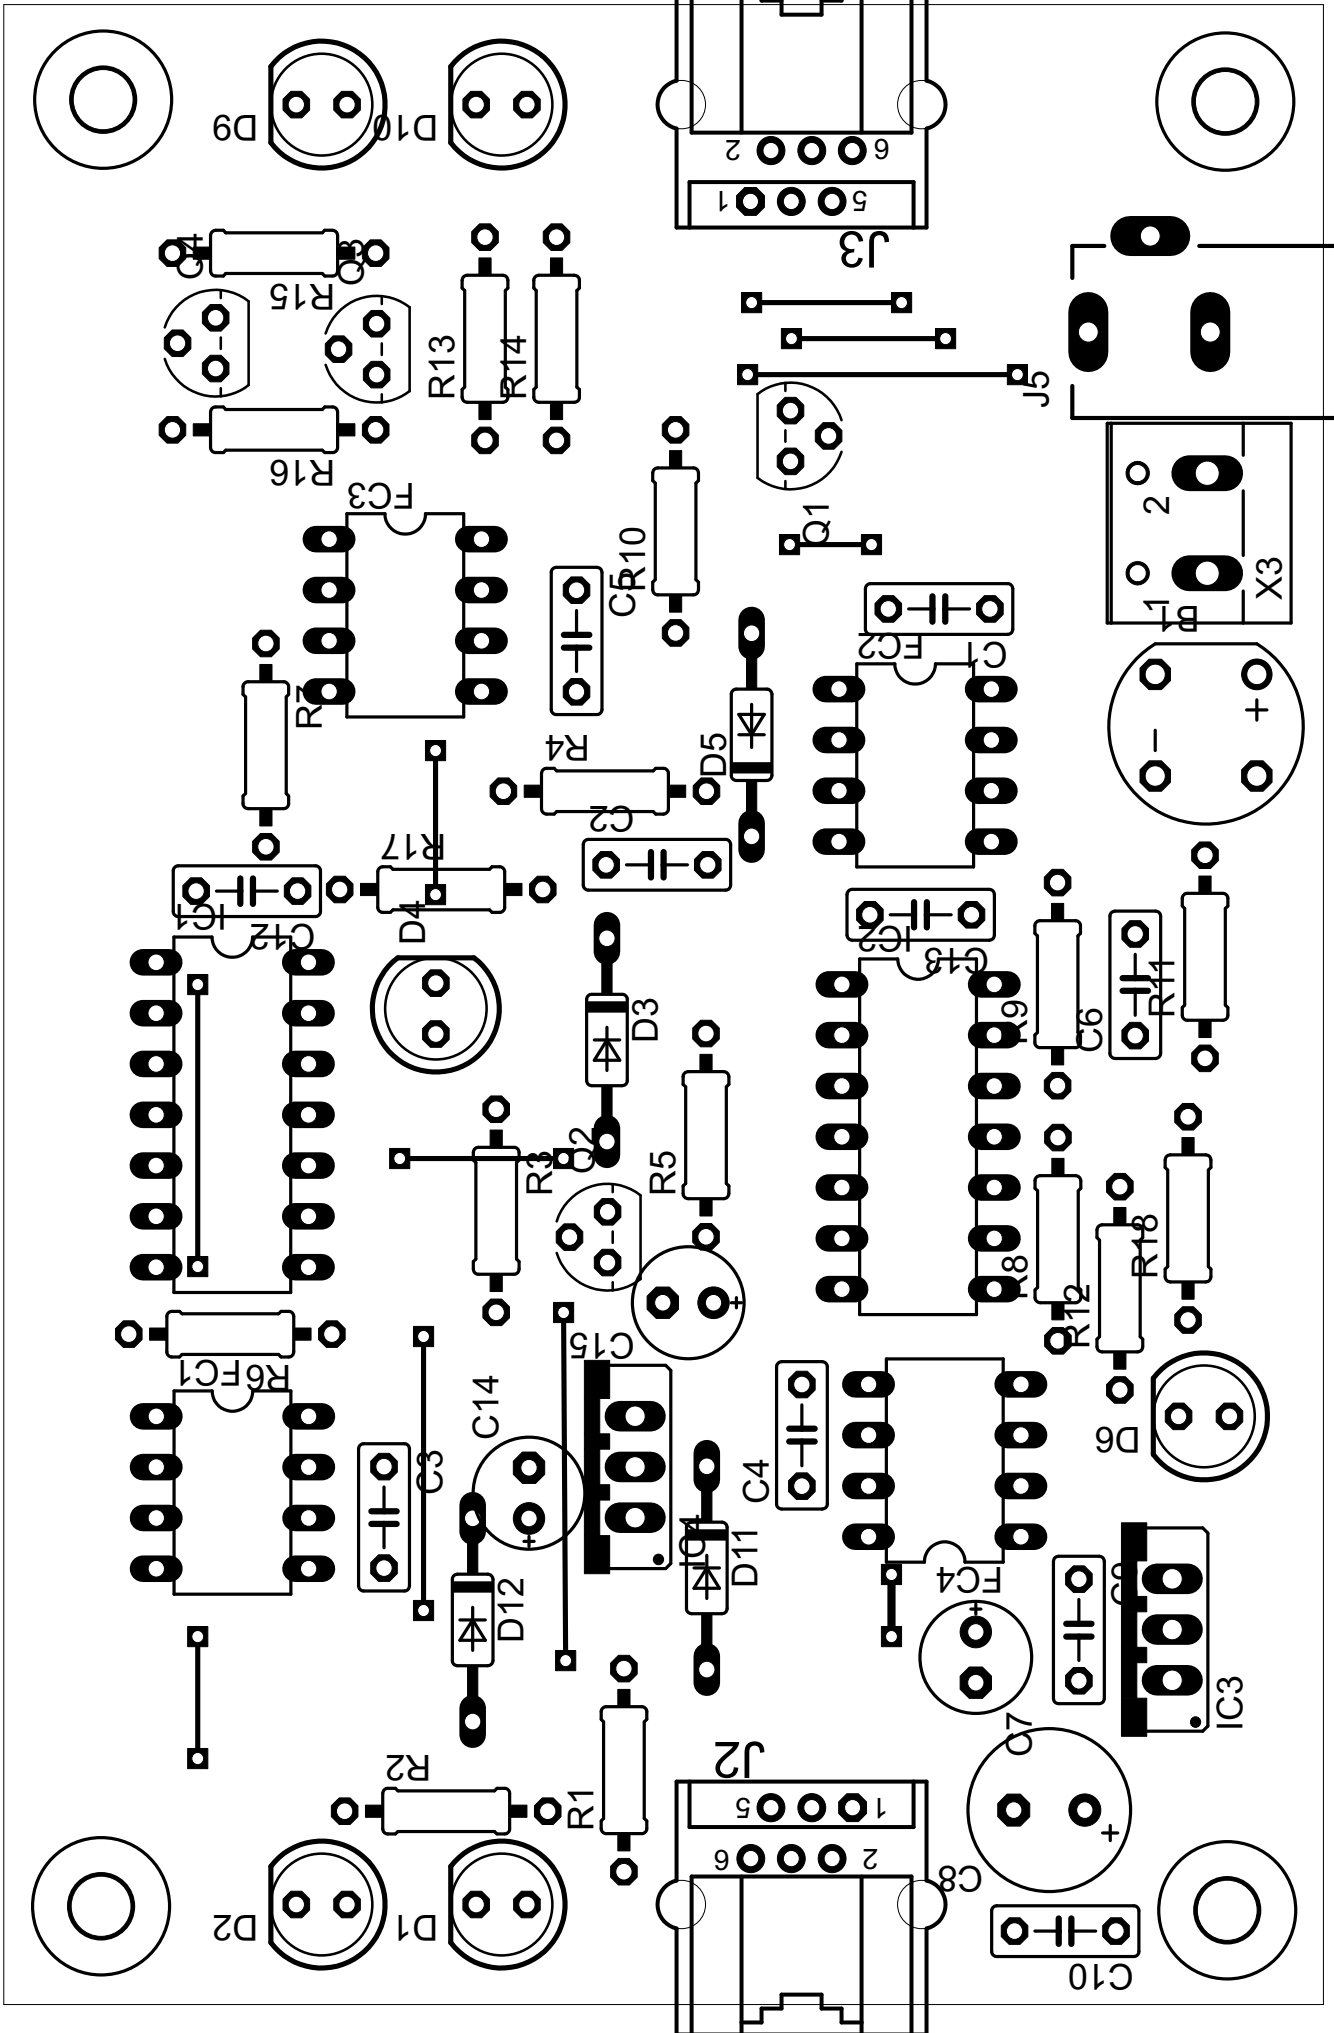 D9
D10
2
6
1
5
J3
Q4
Q3
R15
R13
R14
J5
R16
FC3
Q1
R10
C5
2
1
X3
B1
FC2
C1
R7
R4
D5
-
+
C2
R17
IC1
C12
D4
IC2
C13
D3
R9
C6
R11
R3
Q2
R5
R8
R12
R18
+
C15
FC1
R6
C14
C3
C4
D6
+
IC4
D11
D12
FC4
+
IC3
C7
J2
R2
R1
5
1
6
2
+
C8
D2
D1
C10